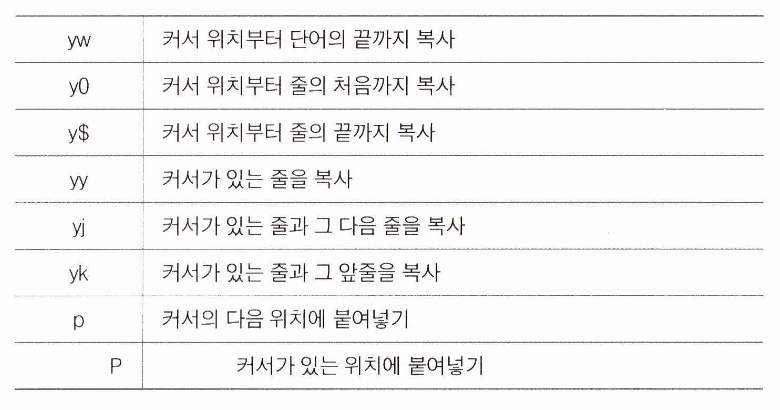 yw 커서 위치부터 단어의 끝까지 복사
y0 커서 위치부터 줄의 처음까지 복사
y$ 커서 위치부터 줄의 끝까지 복사
yy 커서가 있는 줄을 복사
yj 커서가 있는 줄과 그 다음 줄을 복사
yk 커서가 있는 줄과 그 앞줄을 복사
p 커서의 다음 위치에 붙여넣기
P 커서가 있는 위치에 붙여넣기